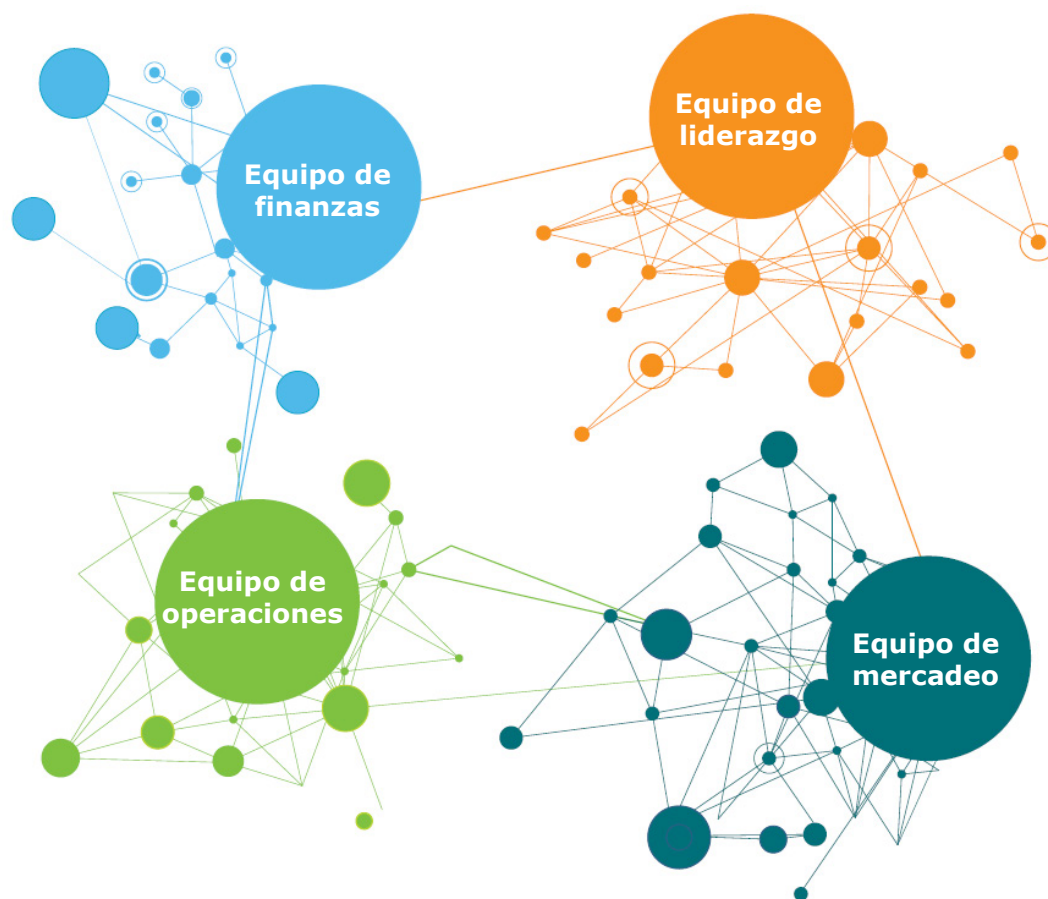 Equipo de
liderazgo
Equipo de
finanzas
Equipo de
operaciones
Equipo de
mercadeo